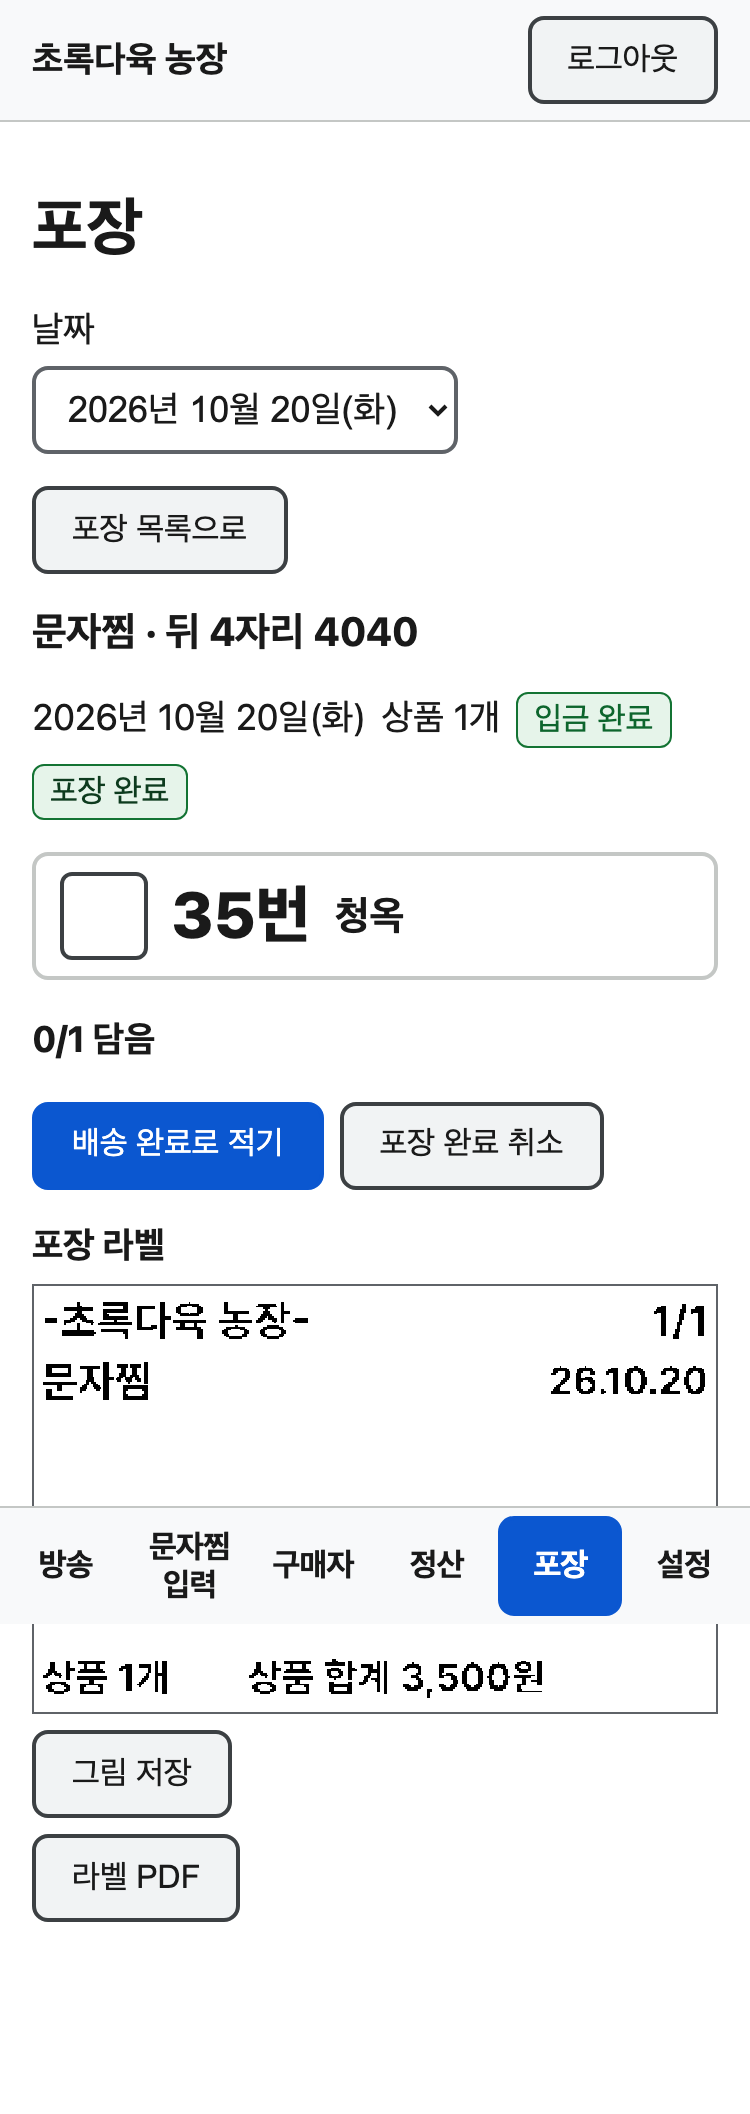 초록다육 농장
로그아웃
포장
날짜
2026년 10월 20일(화)
포장 목록으로
문자찜 · 뒤 4자리 4040
2026년 10월 20일(화) 상품 1개 입금 완료
포장 완료
35번 청옥
0/1 담음
배송 완료로 적기
포장 완료 취소
포장 라벨
-초록다육 농장- 1/1
문자찜 26.10.20
방송
문자찜
입력
구매자
정산
포장
설정
상품 1개 상품 합계 3,500원
그림 저장
라벨 PDF